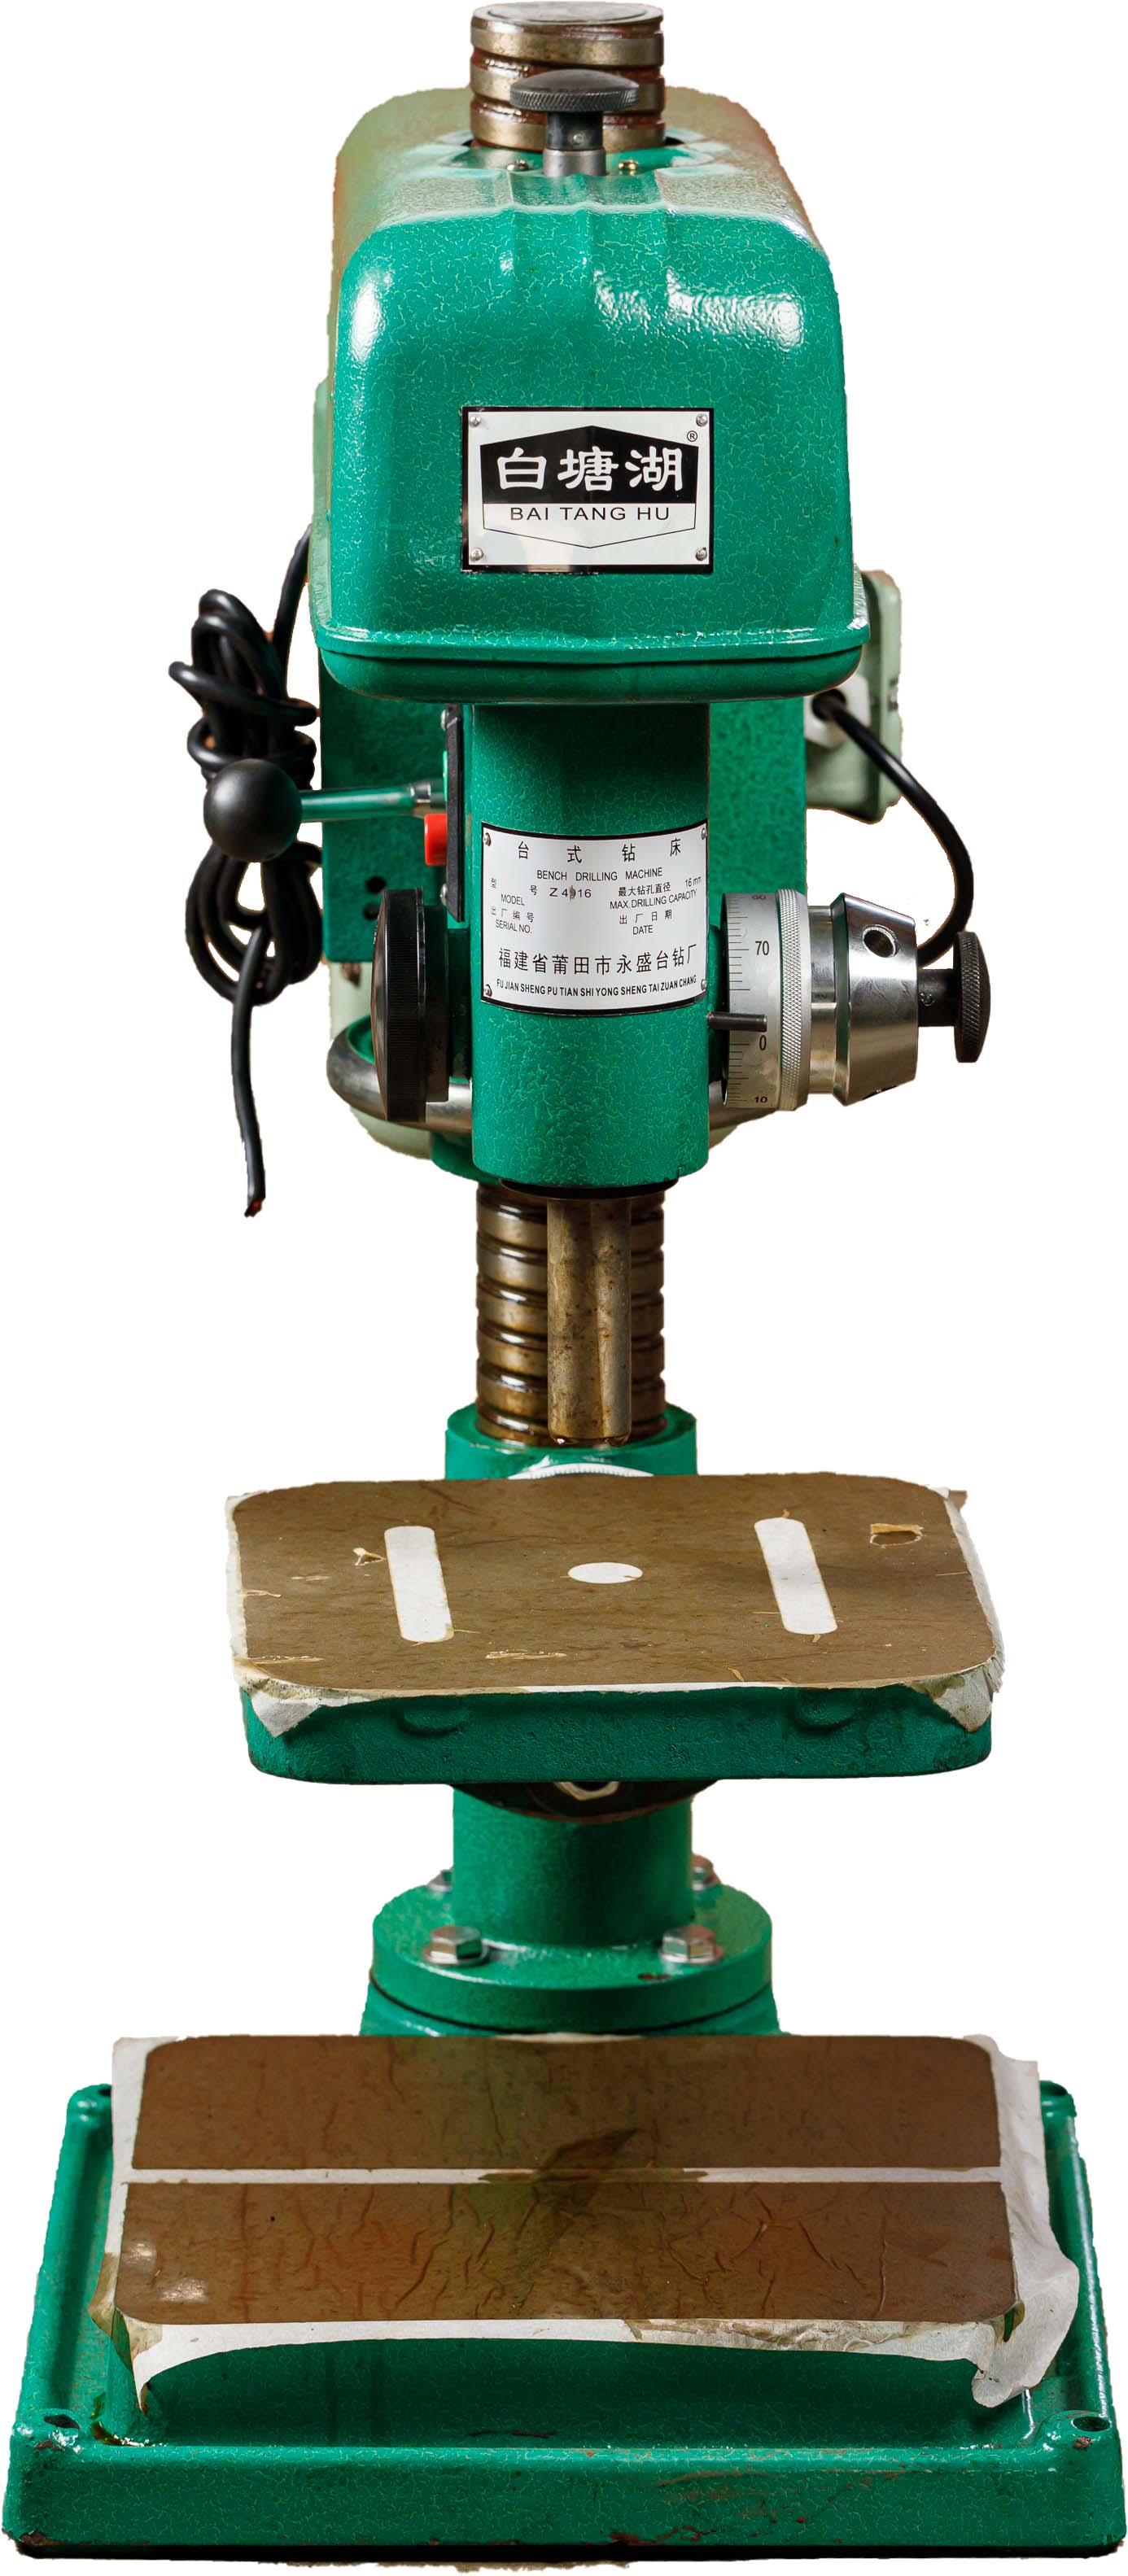 白塘湖®
BAI TANG HU
台式钻床
BENCH DRILLING MACHINE
型号 Z4116 最大钻孔直径 16 mm
MODEL MAX.DRILLING CAPACITY
出厂编号 出厂日期
SERIAL NO. DATE
福建省莆田市永盛台钻厂
FU JIAN SHENG PU TIAN SHI YONG SHENG TAI ZUAN CHANG
70
0
10